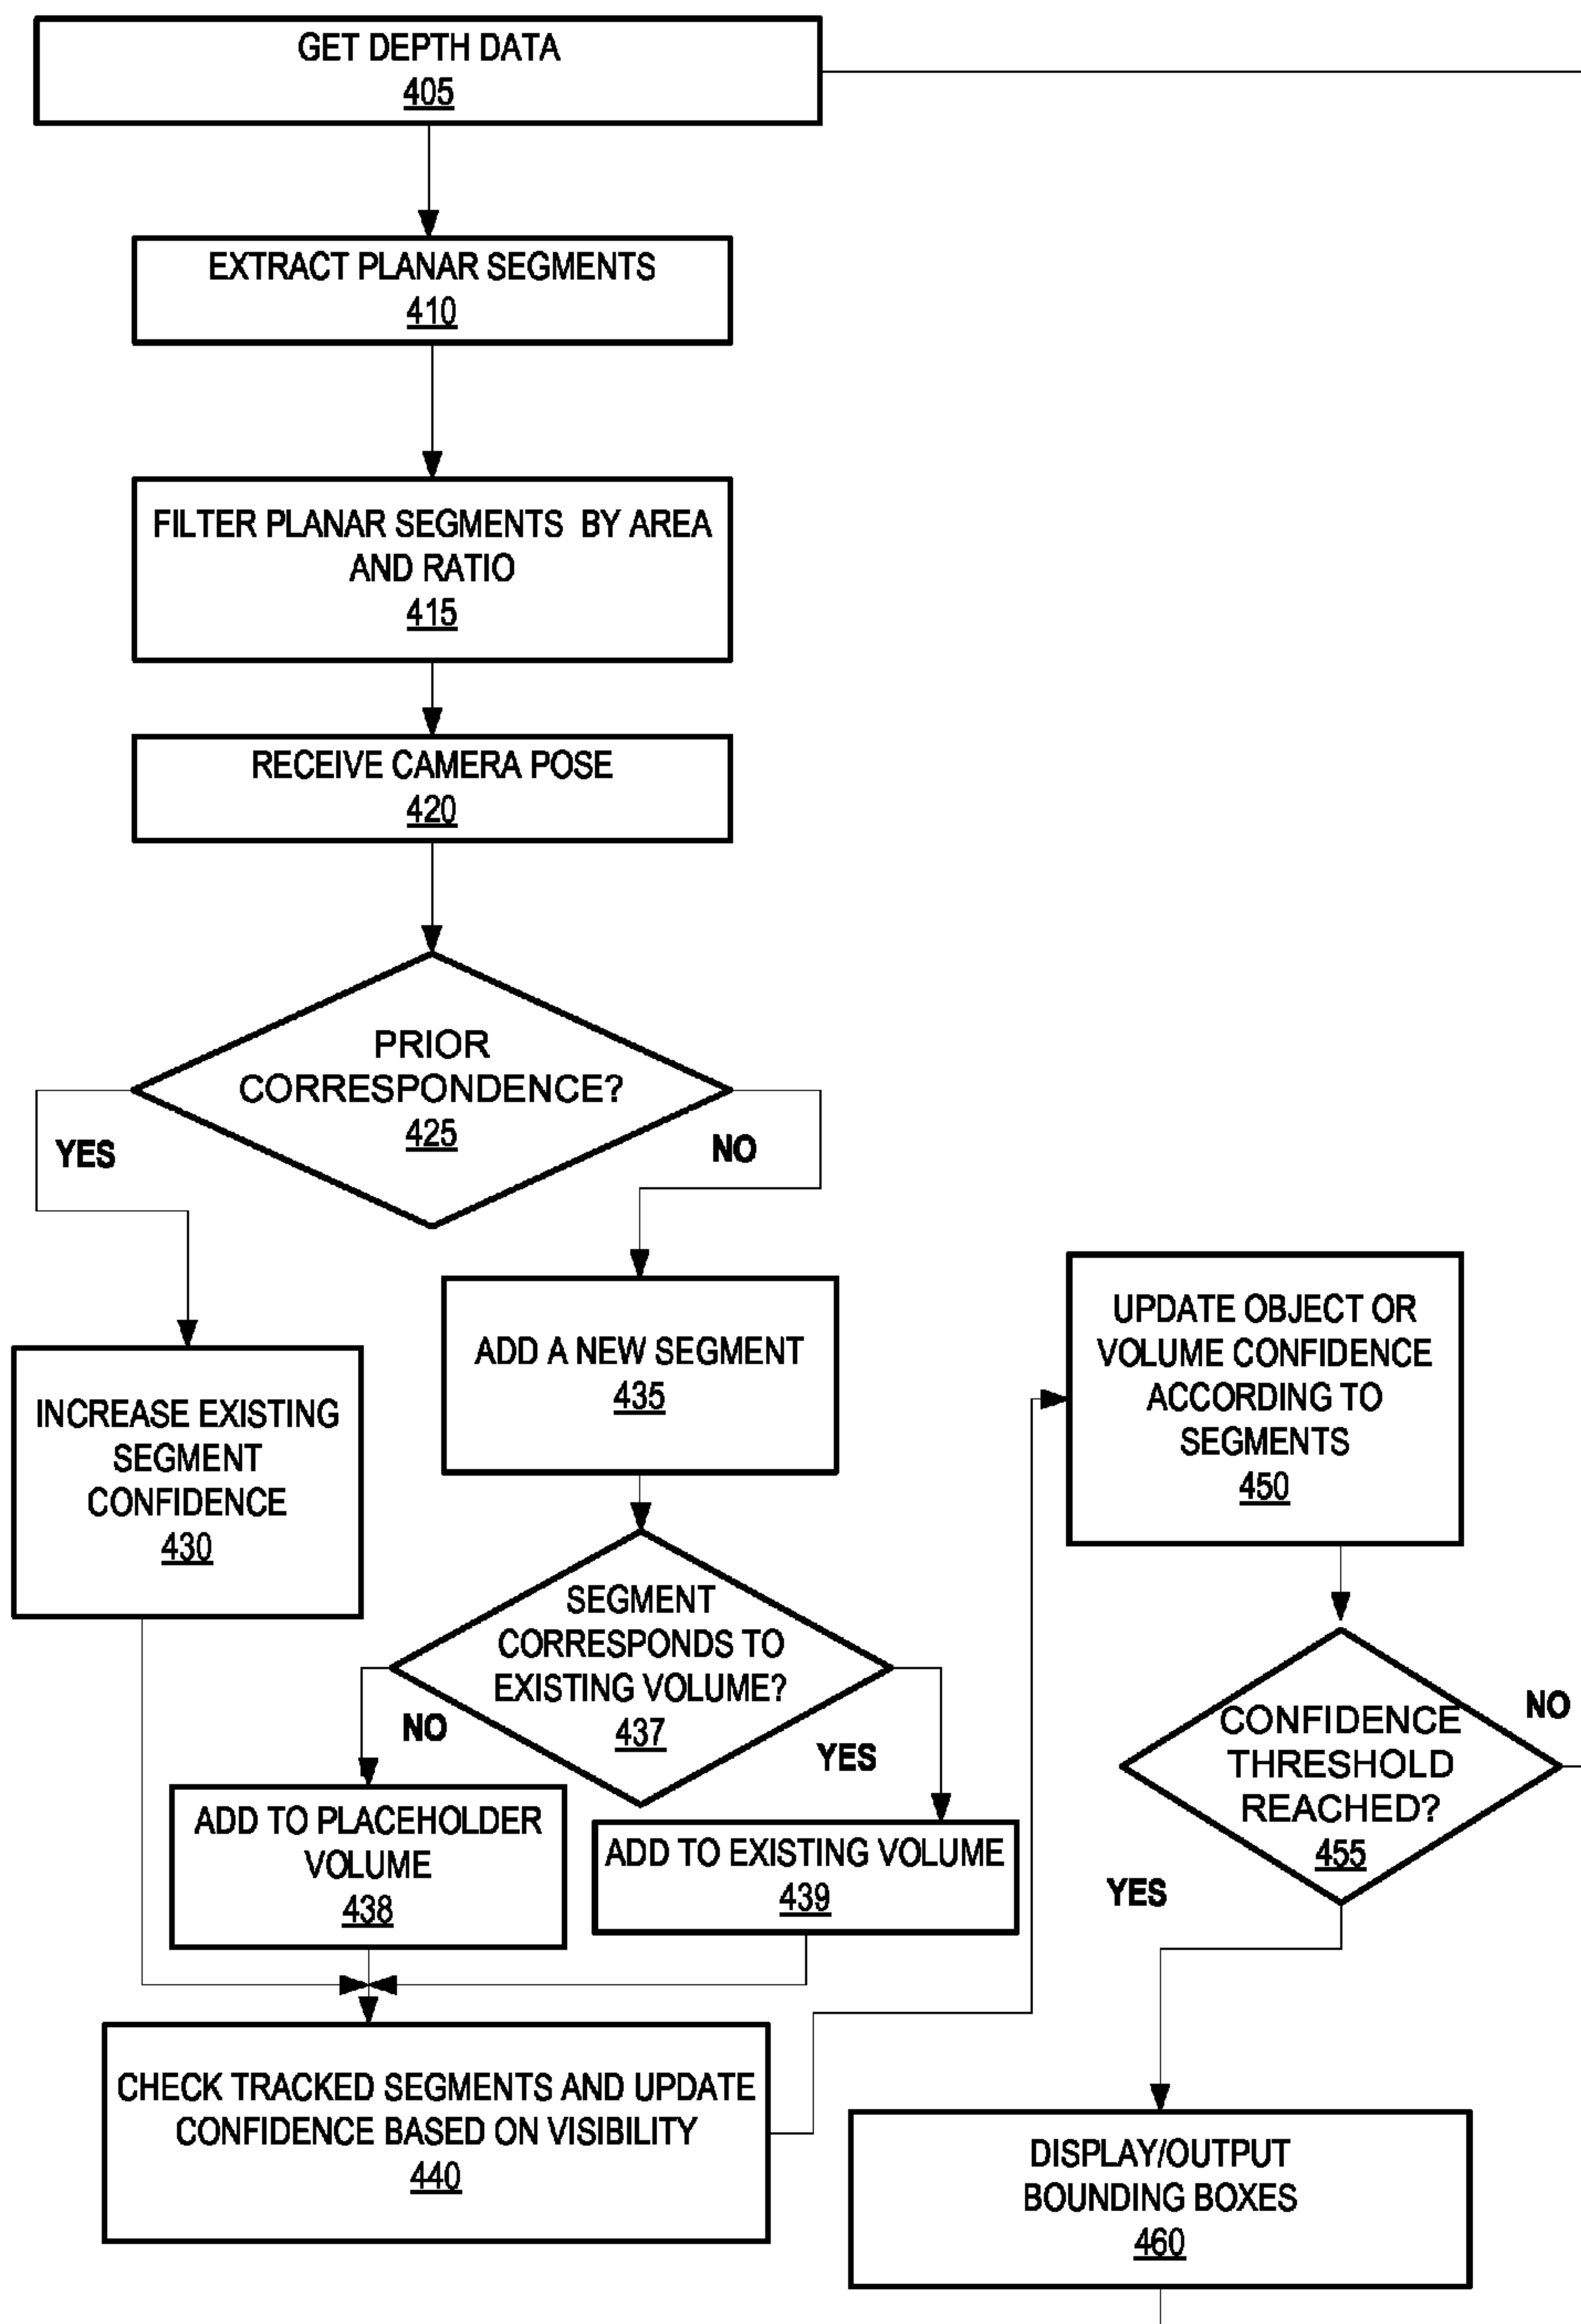 GET DEPTH DATA
405
EXTRACT PLANAR SEGMENTS
410
FILTER PLANAR SEGMENTS BY AREA
AND RATIO
415
RECEIVE CAMERA POSE
420
PRIOR
CORRESPONDENCE?
425
YES
NO
INCREASE EXISTING
SEGMENT
CONFIDENCE
430
ADD A NEW SEGMENT
435
SEGMENT
CORRESPONDS TO
EXISTING VOLUME?
437
NO
YES
ADD TO PLACEHOLDER
VOLUME
438
ADD TO EXISTING VOLUME
439
CHECK TRACKED SEGMENTS AND UPDATE
CONFIDENCE BASED ON VISIBILITY
440
UPDATE OBJECT OR
VOLUME CONFIDENCE
ACCORDING TO
SEGMENTS
450
CONFIDENCE
THRESHOLD
REACHED?
455
NO
YES
DISPLAY/OUTPUT
BOUNDING BOXES
460